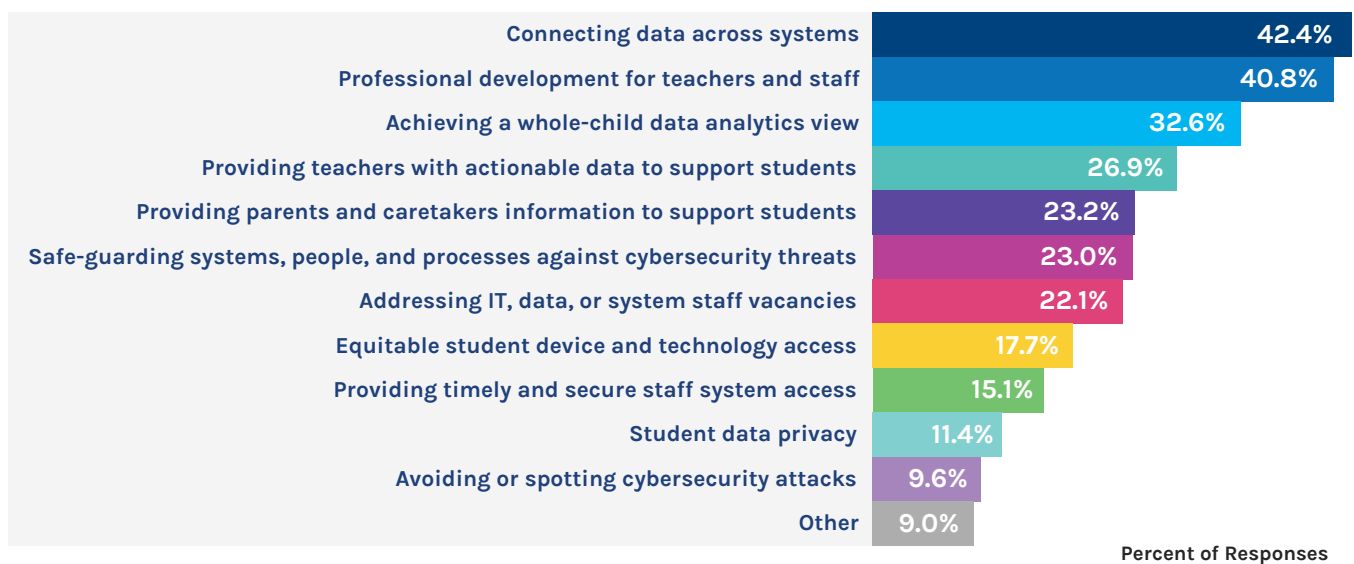 Connecting data across systems 42.4%
Professional development for teachers and staff 40.8%
Achieving a whole-child data analytics view 32.6%
Providing teachers with actionable data to support students 26.9%
Providing parents and caretakers information to support students 23.2%
Safe-guarding systems, people, and processes against cybersecurity threats 23.0%
Addressing IT, data, or system staff vacancies 22.1%
Equitable student device and technology access 17.7%
Providing timely and secure staff system access 15.1%
Student data privacy 11.4%
Avoiding or spotting cybersecurity attacks 9.6%
Other 9.0%
Percent of Responses